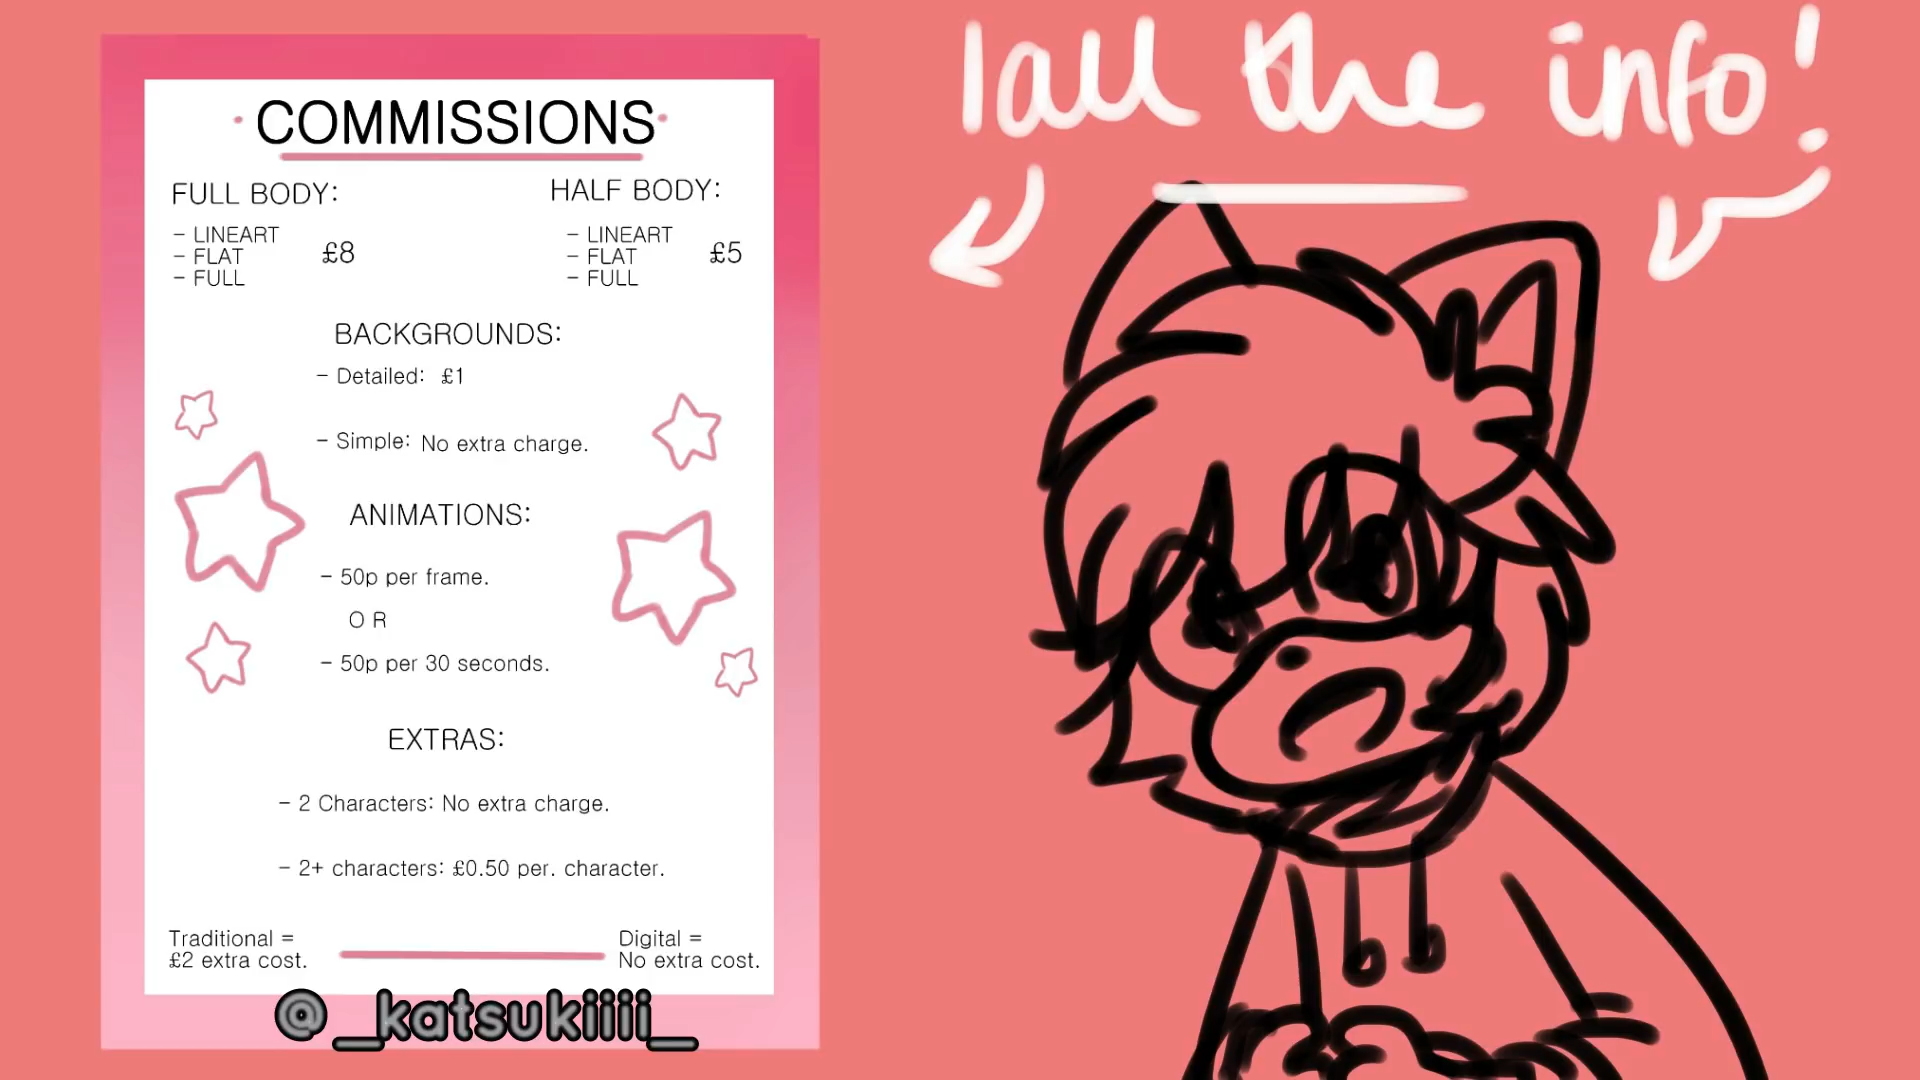 COMMISSIONS
FULL BODY:
- LINEART
- FLAT
- FULL
£8
HALF BODY:
- LINEART
- FLAT
- FULL
£5
BACKGROUNDS:
- Detailed: £1
- Simple: No extra charge.
ANIMATIONS:
- 50p per frame.
O R
- 50p per 30 seconds.
EXTRAS:
- 2 Characters: No extra charge.
- 2+ characters: £0.50 per. character.
Traditional =
£2 extra cost.
Digital =
No extra cost.
@_katsukiiii_
all the info!